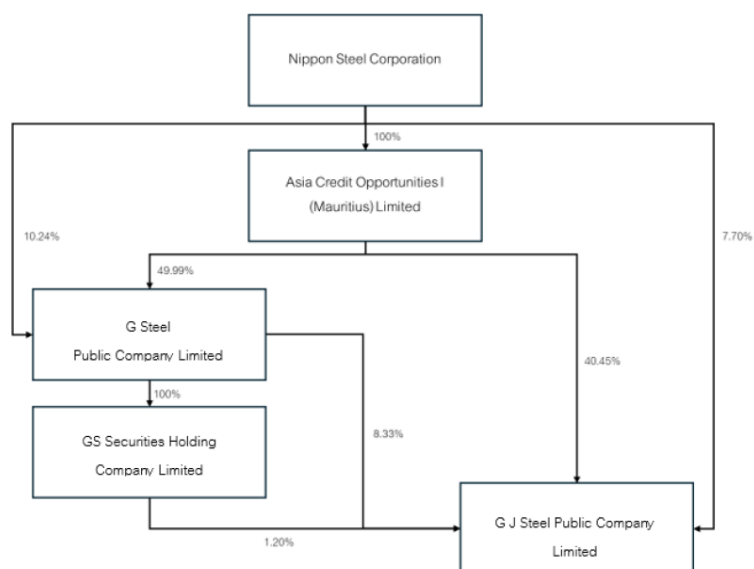 Nippon Steel Corporation
100%
Asia Credit Opportunities I
(Mauritius) Limited
10.24%
7.70%
49.99%
G Steel
Public Company Limited
40.45%
100%
8.33%
GS Securities Holding
Company Limited
G J Steel Public Company
Limited
1.20%